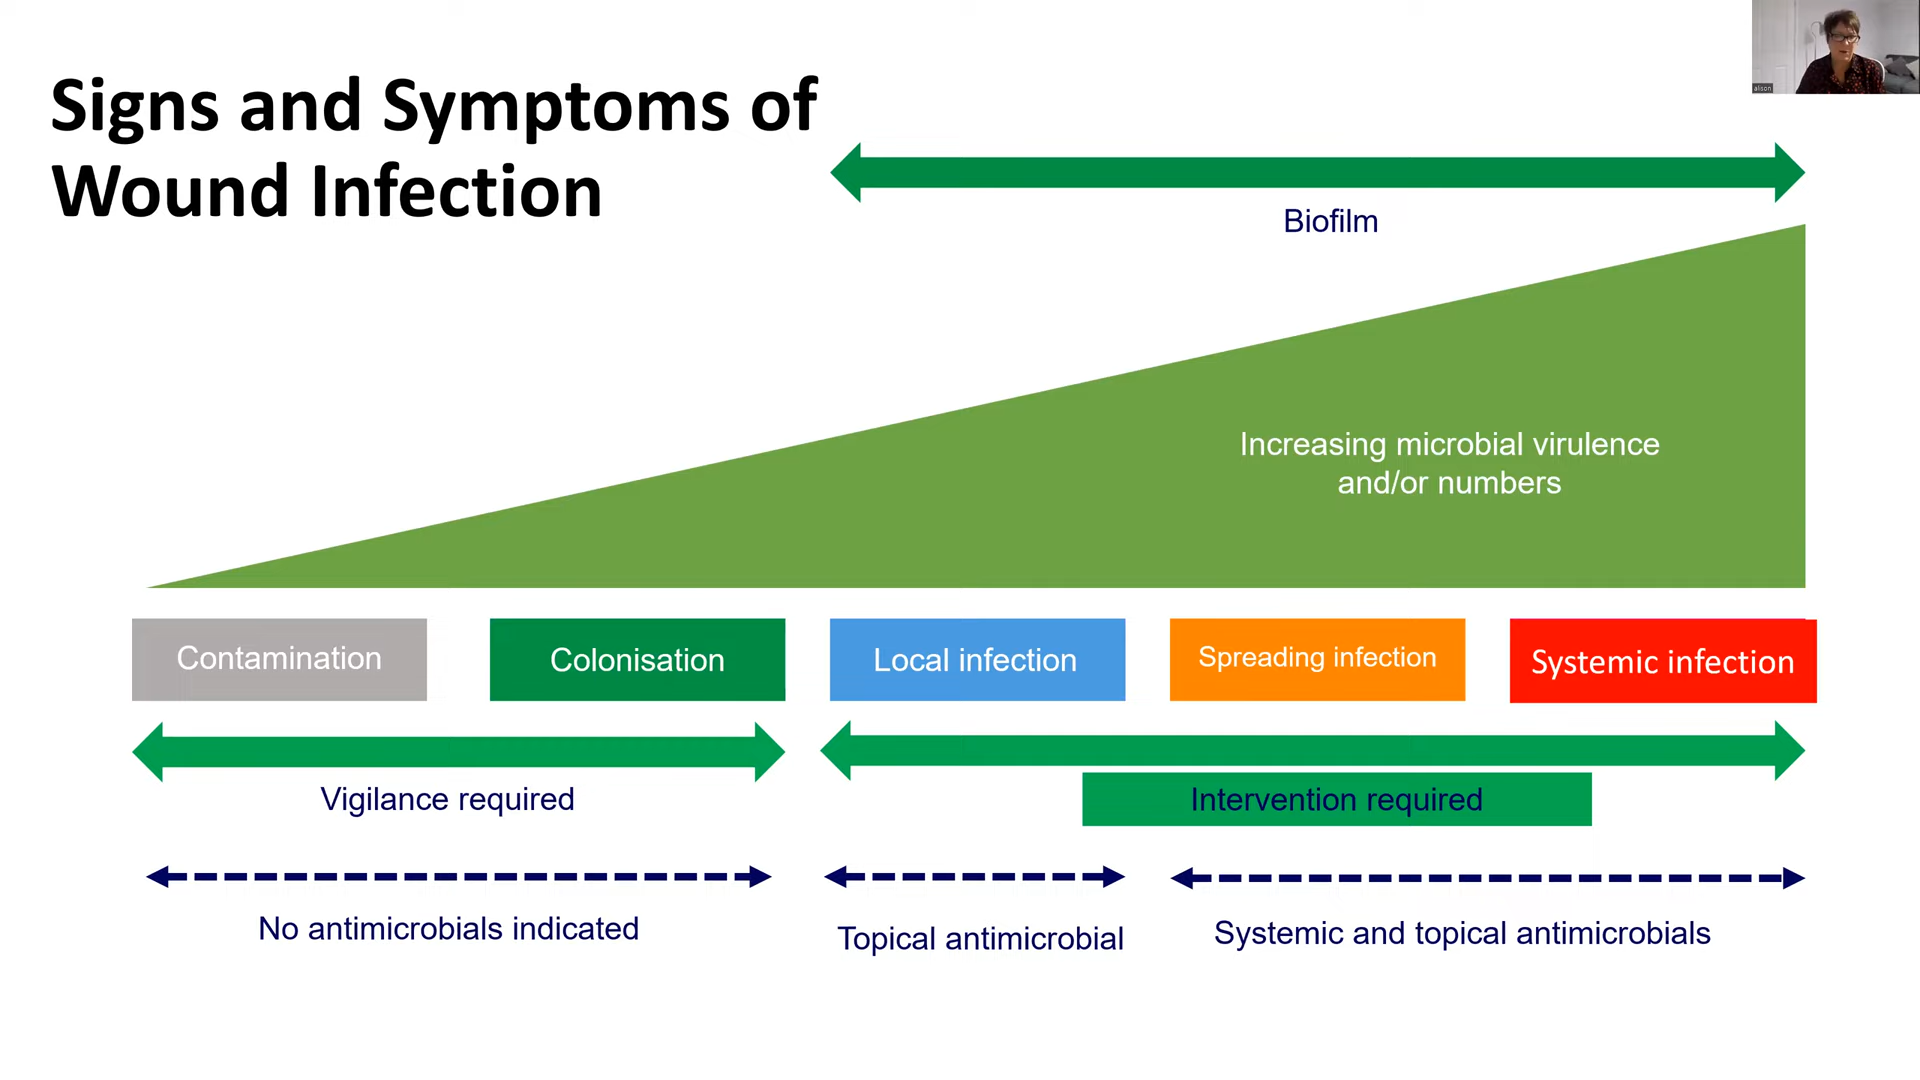 Signs and Symptoms of
Wound Infection
alison
Biofilm
Increasing microbial virulence
and/or numbers
Contamination
Colonisation
Local infection
Spreading infection
Systemic infection
Vigilance required
Intervention required
No antimicrobials indicated
Topical antimicrobial
Systemic and topical antimicrobials